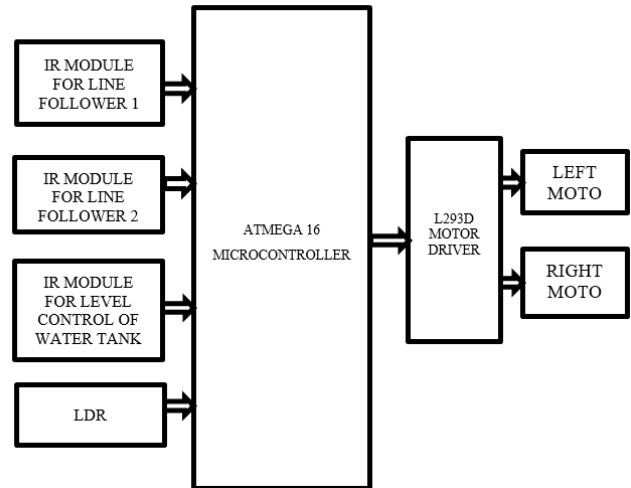 IR MODULE
FOR LINE
FOLLOWER 1
IR MODULE
FOR LINE
FOLLOWER 2
IR MODULE
FOR LEVEL
CONTROL OF
WATER TANK
LDR
ATMEGA 16
MICROCONTROLLER
L293D
MOTOR
DRIVER
LEFT
MOTO
RIGHT
MOTO